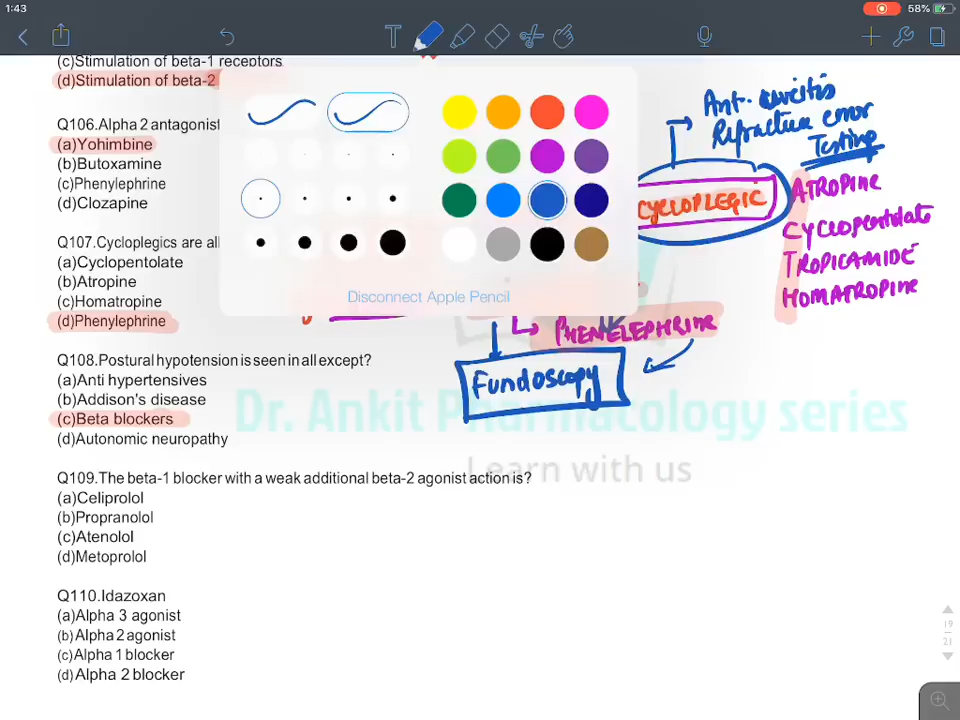 1:43
58%
T
(c)Stimulation of beta-1 receptors
(d)Stimulation of beta-2
Q106.Alpha 2 antagonist
(a)Yohimbine
(b)Butoxamine
(c)Phenylephrine
(d)Clozapine
Q107.Cycloplegics are all
(a)Cyclopentolate
(b)Atropine
(c)Homatropine
(d)Phenylephrine
Q108.Postural hypotension is seen in all except?
(a)Anti hypertensives
(b)Addison's disease
(c)Beta blockers
(d)Autonomic neuropathy
Q109.The beta-1 blocker with a weak additional beta-2 agonist action is?
(a)Celiprolol
(b)Propranolol
(c)Atenolol
(d)Metoprolol
Q110.Idazoxan
(a)Alpha 3 agonist
(b)Alpha 2 agonist
(c)Alpha 1 blocker
(d)Alpha 2 blocker
Disconnect Apple Pencil
Ant.
Refractive error
Testing
CYCLOPLEGIC
ATROPINE
CYCLOPENTOLATE
TROPICAMIDE
HOMATROPINE
PHENELEPHRINE
Fundoscopy
Dr. Ankit Pharmacology series
Learn with us
19
21